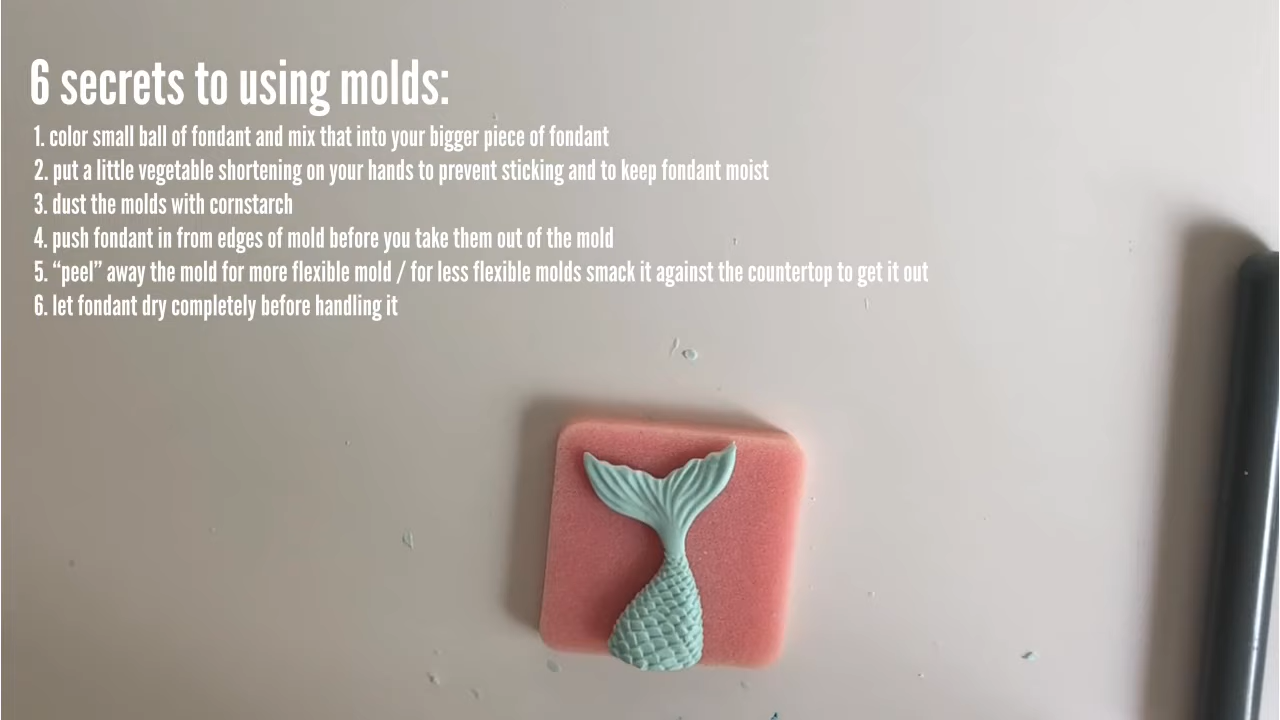 6 secrets to using molds:
1. color small ball of fondant and mix that into your bigger piece of fondant
2. put a little vegetable shortening on your hands to prevent sticking and to keep fondant moist
3. dust the molds with cornstarch
4. push fondant in from edges of mold before you take them out of the mold
5. “peel” away the mold for more flexible mold / for less flexible molds smack it against the countertop to get it out
6. let fondant dry completely before handling it